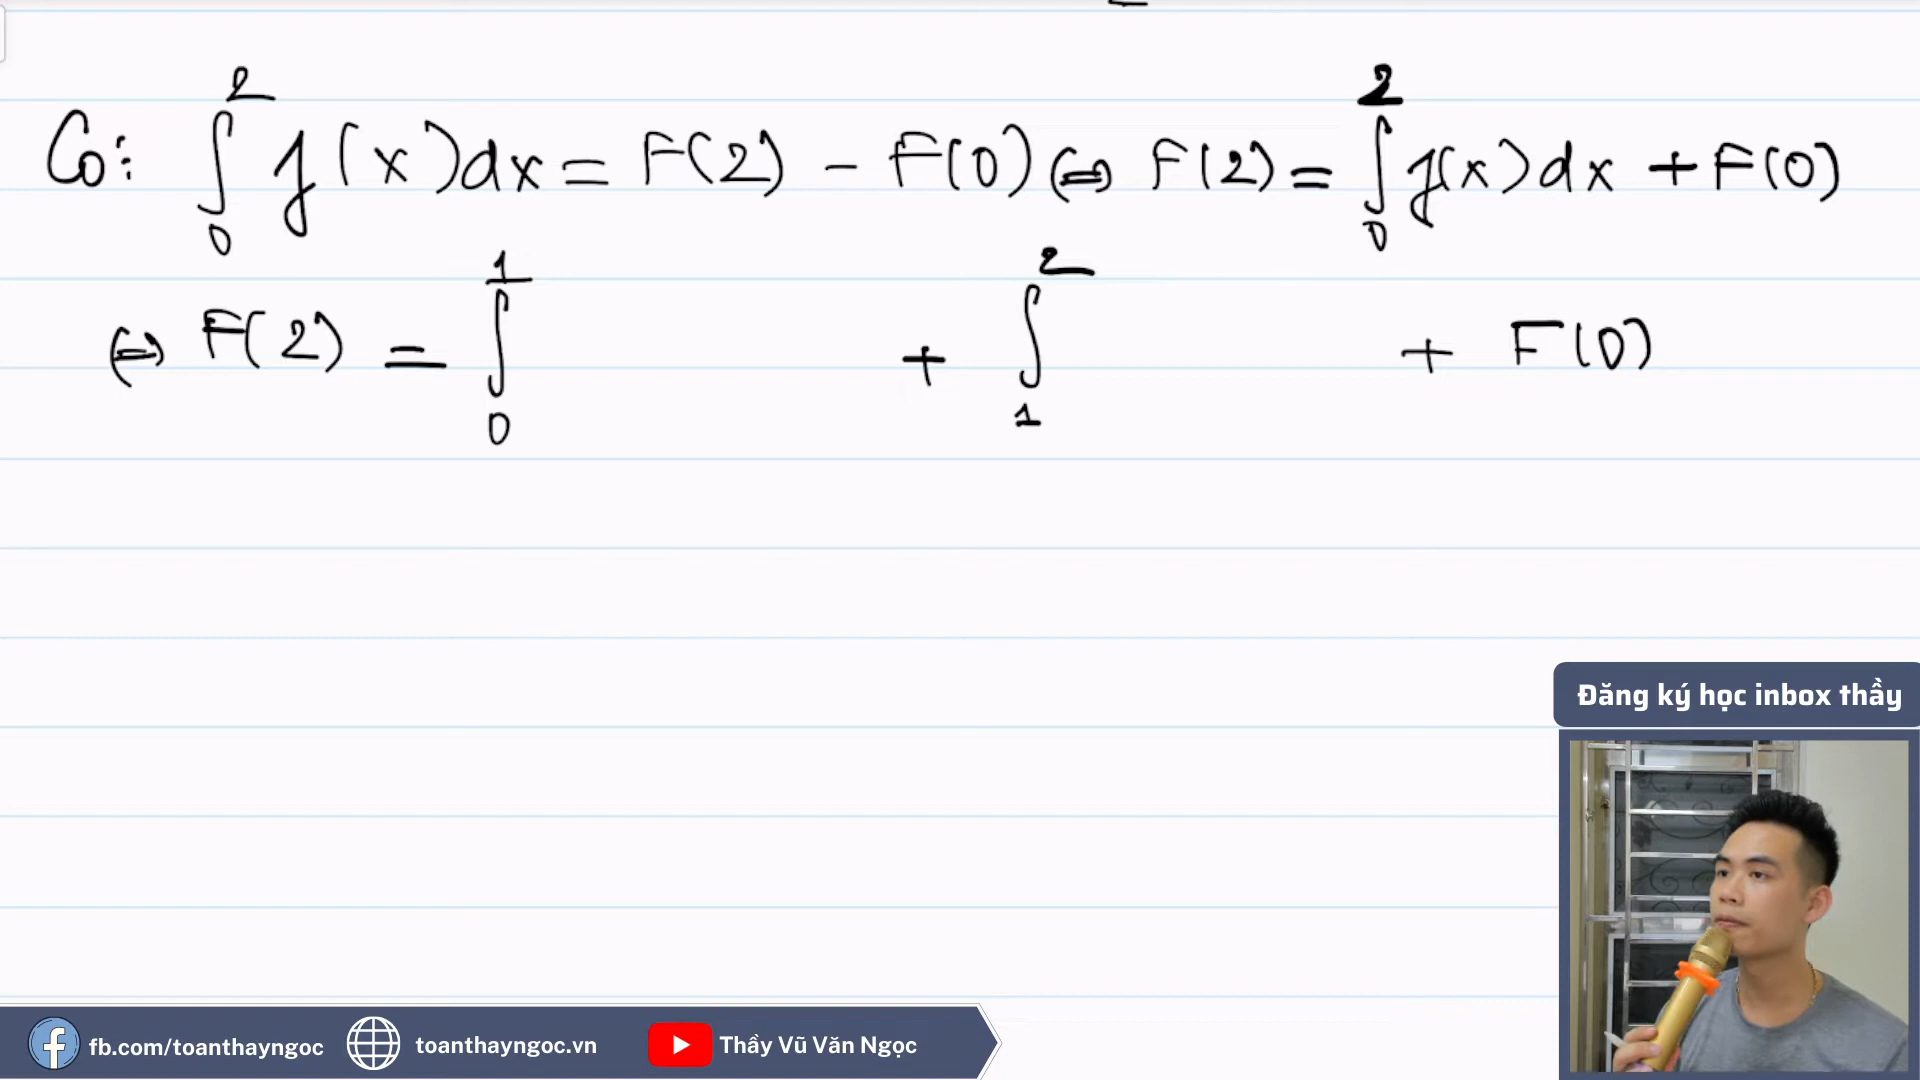 Có: ∫₀² f(x)dx = F(2) - F(0) ⇔ F(2) = ∫₀² f(x)dx + F(0)
⇔ F(2) = ∫₀¹ + ∫₁² + F(0)
Đăng ký học inbox thầy
fb.com/toanthayngoc toanthayngoc.vn Thầy Vũ Văn Ngọc